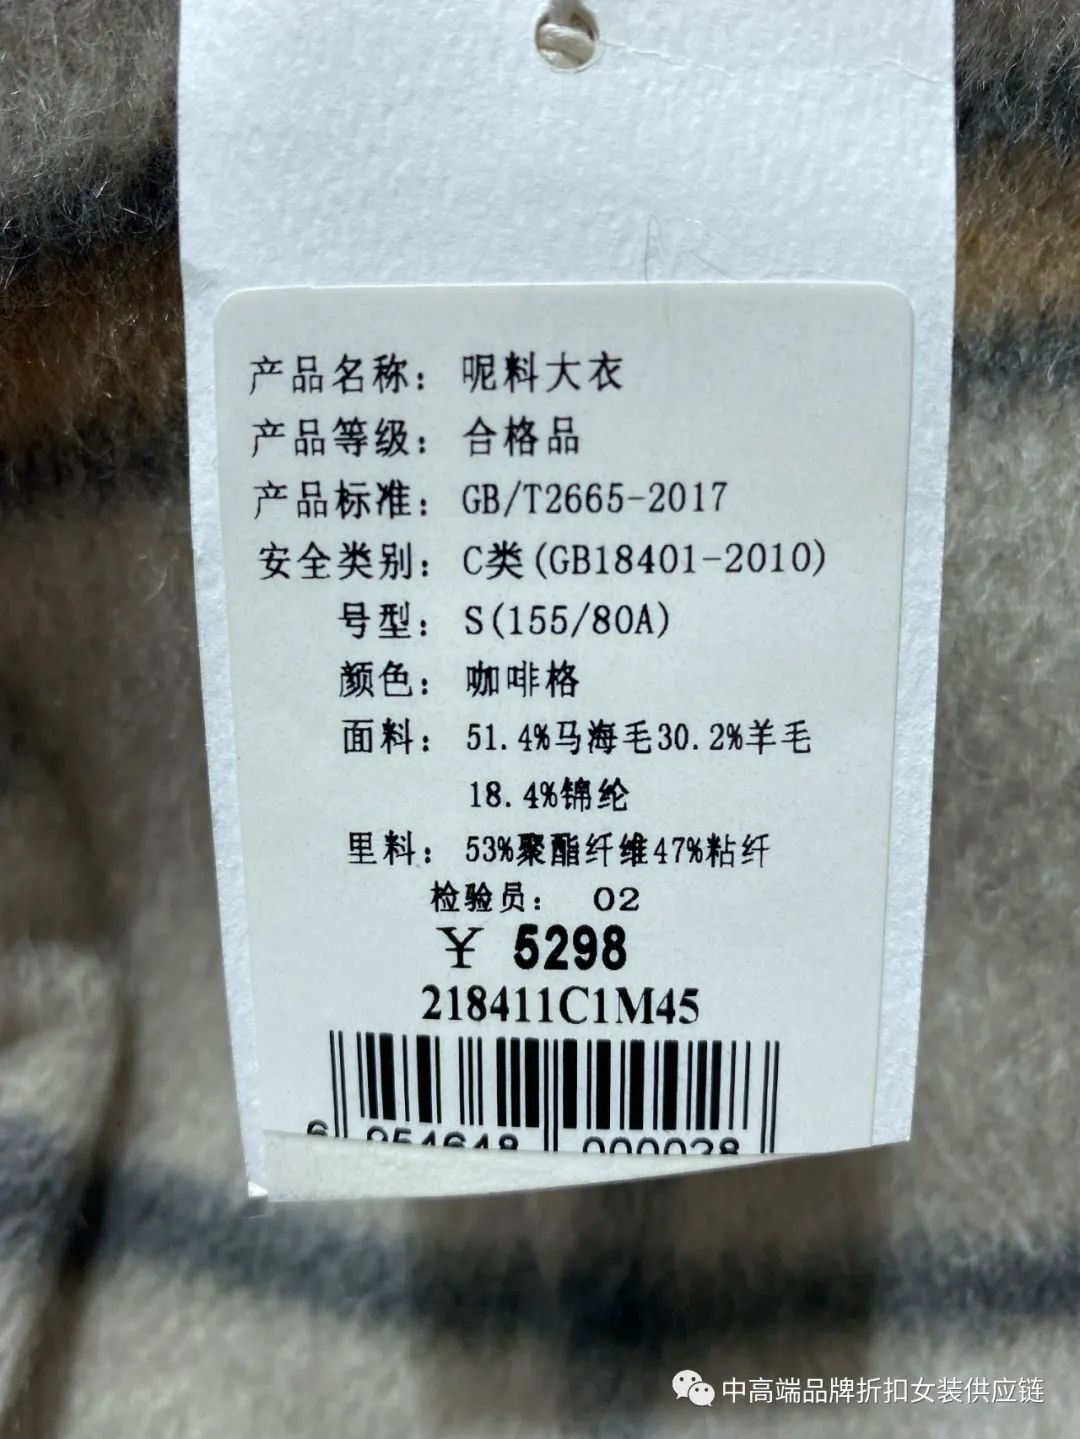 产品名称：呢料大衣
产品等级：合格品
产品标准：GB/T2665-2017
安全类别：C类(GB18401-2010)
号型：S(155/80A)
颜色：咖啡格
面料：51.4%马海毛30.2%羊毛
18.4%锦纶
里料：53%聚酯纤维47%粘纤
检验员：02
¥ 5298
218411C1M45
6 954648 000028
中高端品牌折扣女装供应链